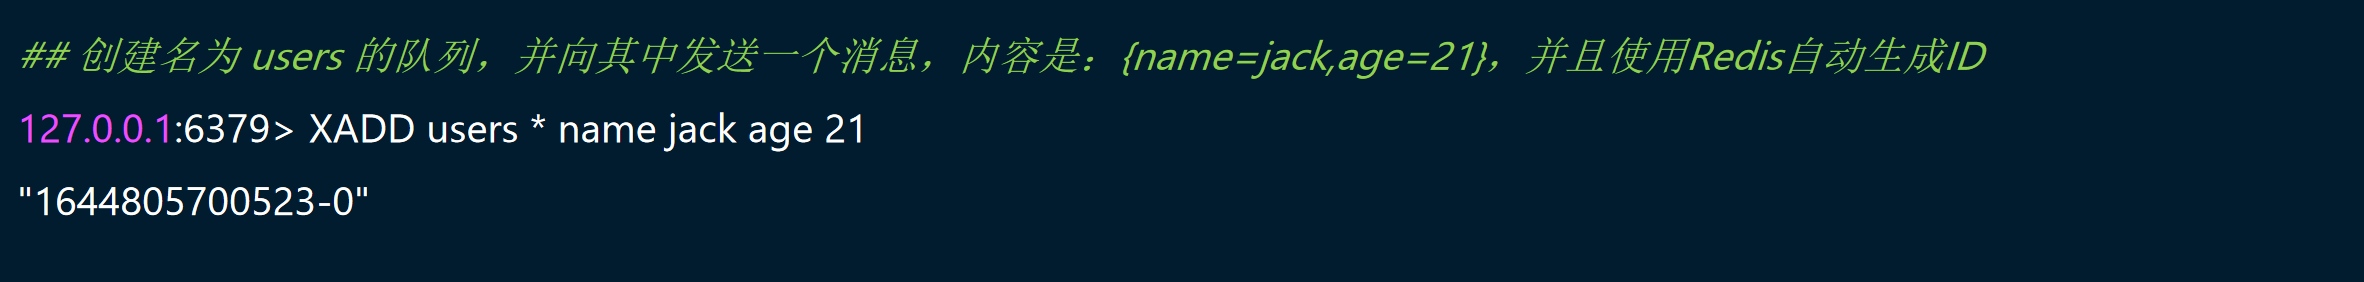 ## 创建名为 users 的队列，并向其中发送一个消息，内容是：{name=jack,age=21}，并且使用Redis自动生成ID
127.0.0.1:6379> XADD users * name jack age 21
"1644805700523-0"